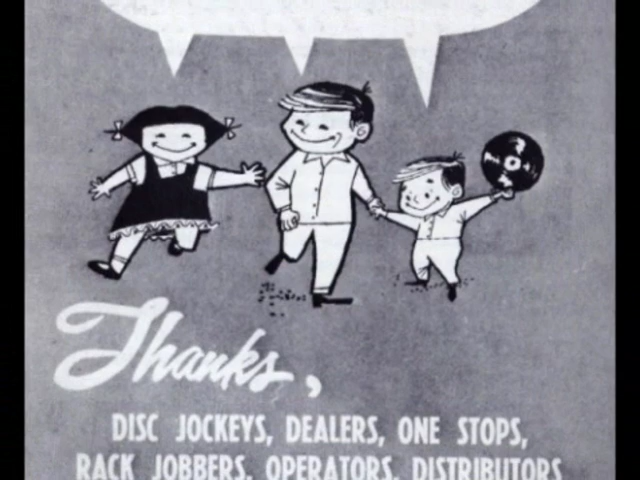 Thanks,
DISC JOCKEYS, DEALERS, ONE STOPS,
RACK JOBBERS, OPERATORS, DISTRIBUTORS